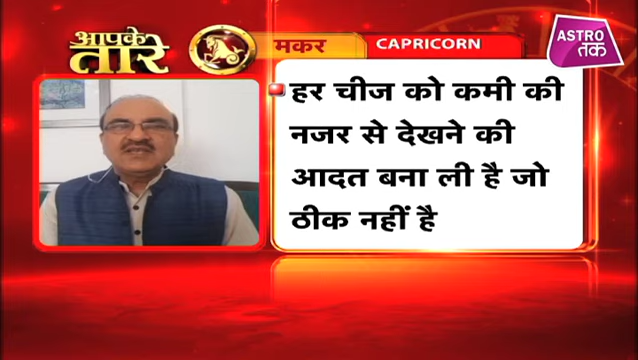 आपके
तारे
मकर
CAPRICORN
ASTRO
तक
हर चीज को कमी की
नजर से देखने की
आदत बना ली है जो
ठीक नहीं है